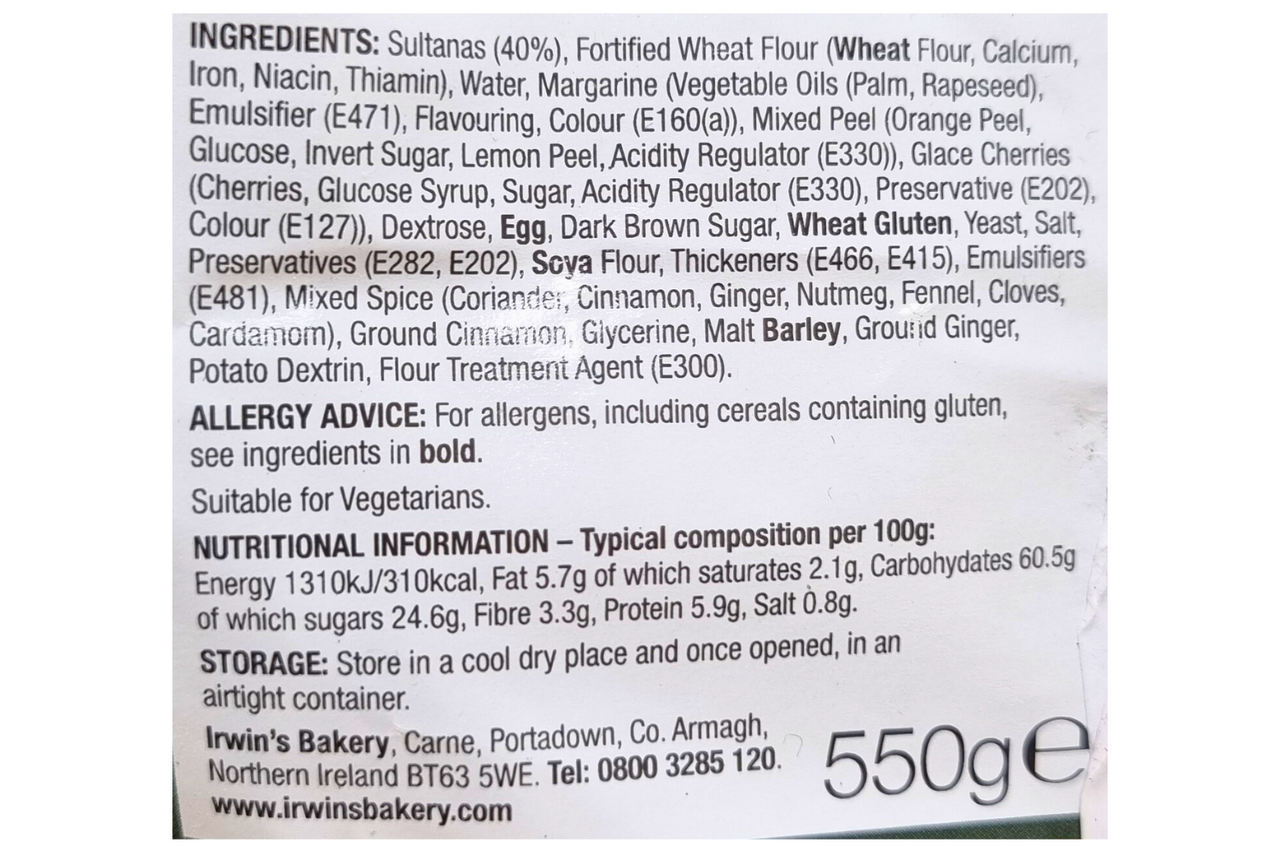 INGREDIENTS: Sultanas (40%), Fortified Wheat Flour (Wheat Flour, Calcium,
Iron, Niacin, Thiamin), Water, Margarine (Vegetable Oils (Palm, Rapeseed),
Emulsifier (E471), Flavouring, Colour (E160(a)), Mixed Peel (Orange Peel,
Glucose, Invert Sugar, Lemon Peel, Acidity Regulator (E330)), Glace Cherries
(Cherries, Glucose Syrup, Sugar, Acidity Regulator (E330), Preservative (E202),
Colour (E127)), Dextrose, Egg, Dark Brown Sugar, Wheat Gluten, Yeast, Salt,
Preservatives (E282, E202), Soya Flour, Thickeners (E466, E415), Emulsifiers
(E481), Mixed Spice (Coriander, Cinnamon, Ginger, Nutmeg, Fennel, Cloves,
Cardamom), Ground Cinnamon, Glycerine, Malt Barley, Ground Ginger,
Potato Dextrin, Flour Treatment Agent (E300).
ALLERGY ADVICE: For allergens, including cereals containing gluten,
see ingredients in bold.
Suitable for Vegetarians.
NUTRITIONAL INFORMATION – Typical composition per 100g:
Energy 1310kJ/310kcal, Fat 5.7g of which saturates 2.1g, Carbohydates 60.5g
of which sugars 24.6g, Fibre 3.3g, Protein 5.9g, Salt 0.8g.
STORAGE: Store in a cool dry place and once opened, in an
airtight container.
Irwin's Bakery, Carne, Portadown, Co. Armagh,
Northern Ireland BT63 5WE. Tel: 0800 3285 120.
www.irwinsbakery.com
550g e